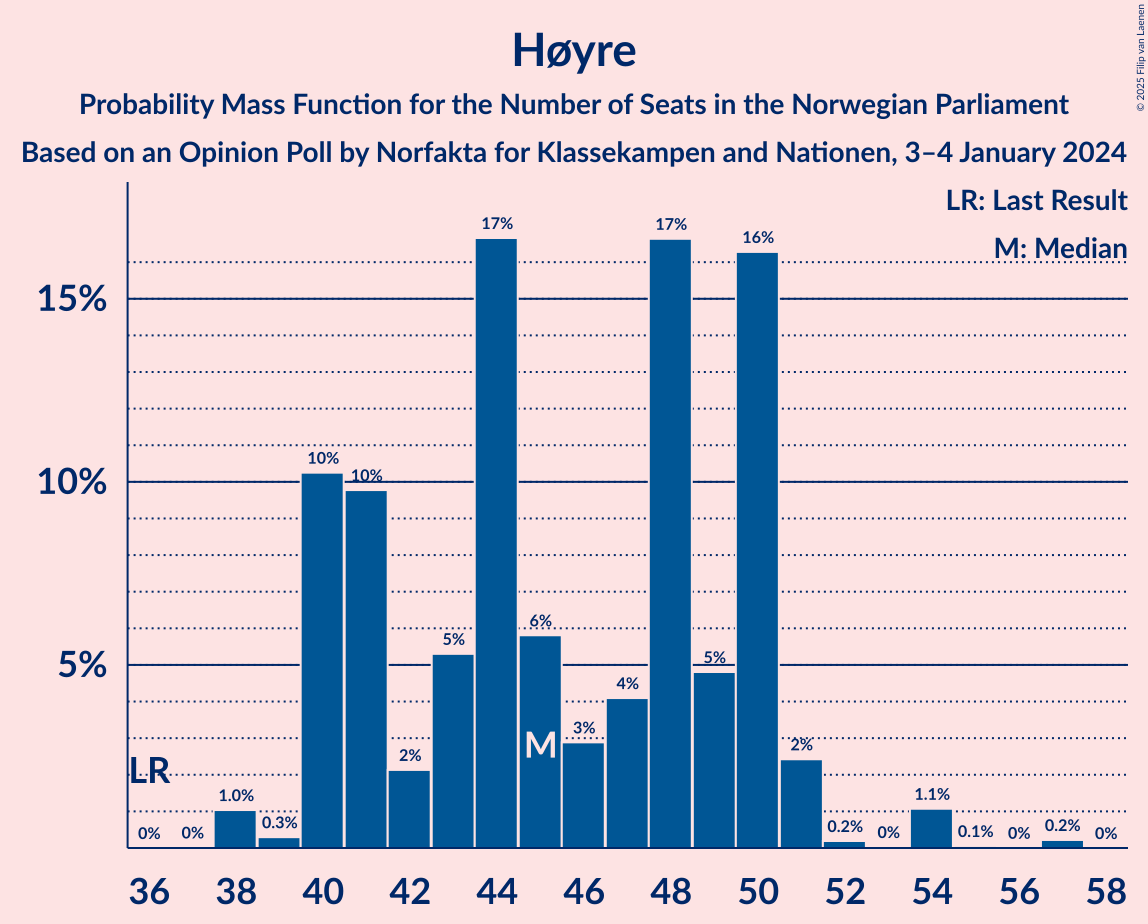 Høyre
Probability Mass Function for the Number of Seats in the Norwegian Parliament
Based on an Opinion Poll by Norfakta for Klassekampen and Nationen, 3–4 January 2024
© 2025 Filip van Laenen
LR: Last Result
M: Median
15%
10%
5%
0%
0%
1.0%
0.3%
10%
10%
2%
5%
17%
6%
3%
4%
17%
5%
16%
2%
0.2%
0%
1.1%
0.1%
0%
0.2%
0%
LR
M
36 38 40 42 44 46 48 50 52 54 56 58